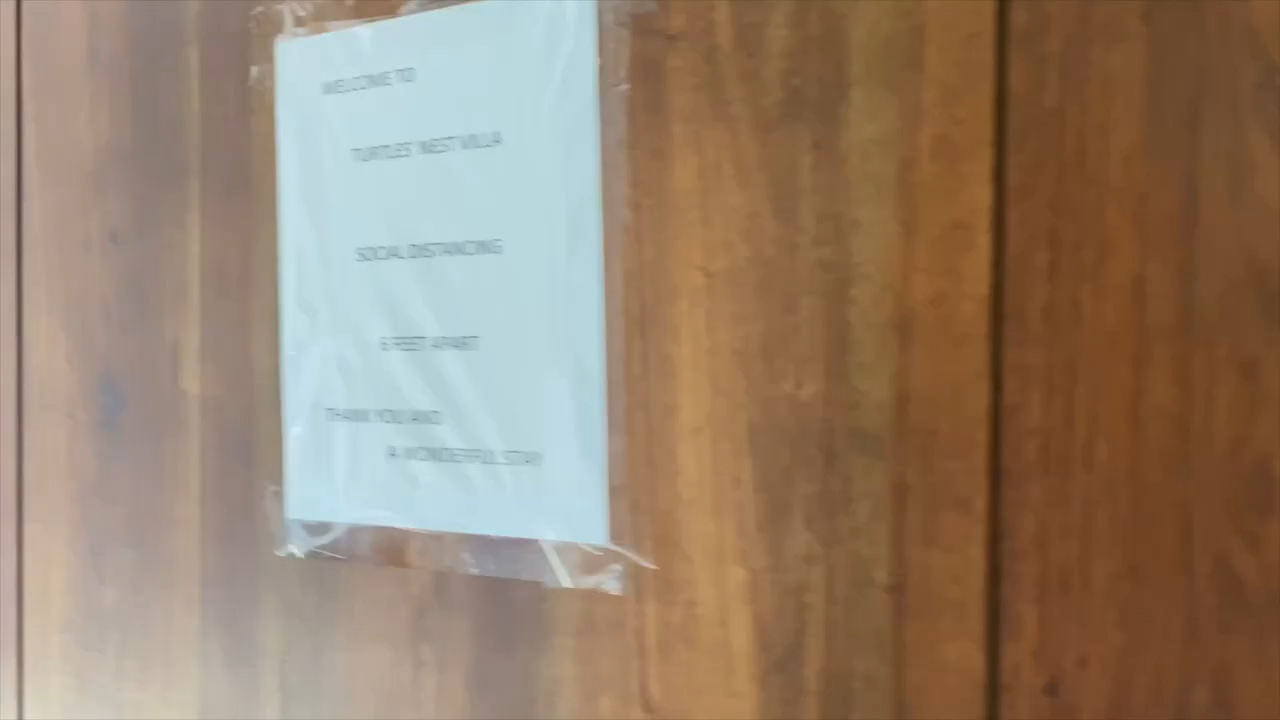 WELCOME TO
TURTLES' NEST VILLA
SOCIAL DISTANCING
6 FEET APART
THANK YOU AND
A WONDERFUL STAY